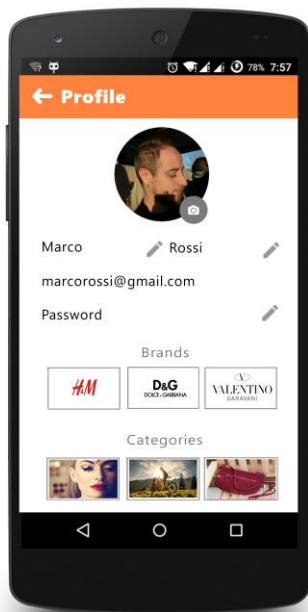 78% 7:57
Profile
Marco Rossi
marcorossi@gmail.com
Password
Brands
H&M D&G VALENTINO
DOLCE & GABBANA GARAVANI
Categories